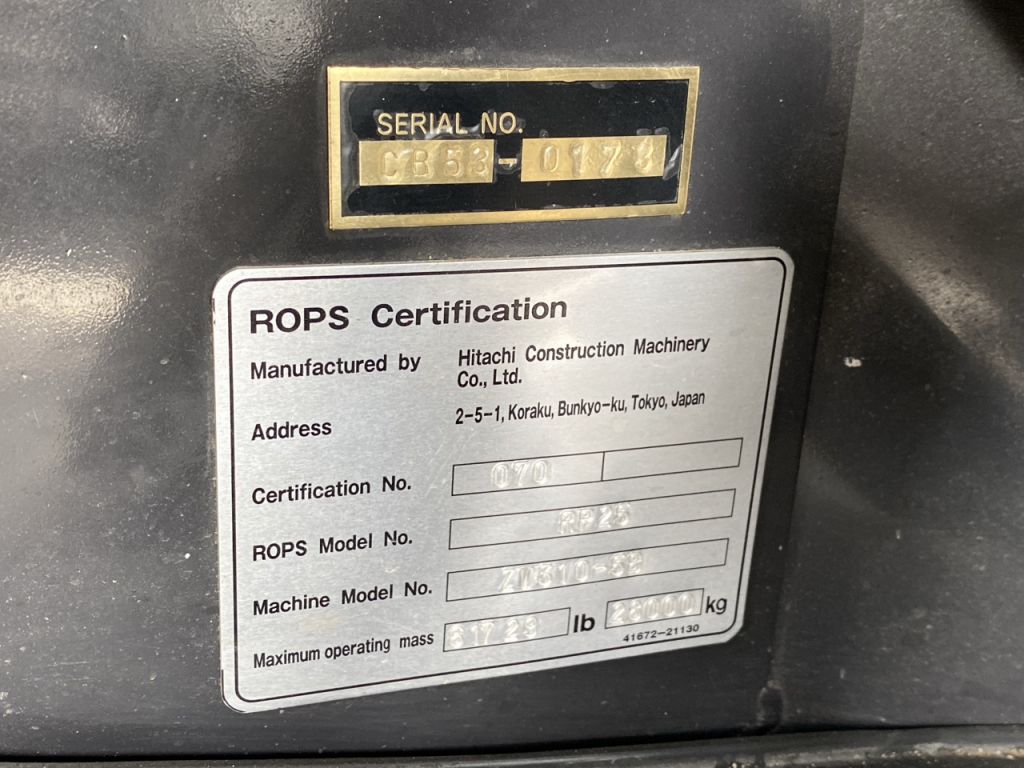 SERIAL NO.
CB53-
ROPS Certification
Manufactured by Hitachi Construction Machinery
Co., Ltd.
Address 2-5-1, Koraku, Bunkyo-ku, Tokyo, Japan
Certification No. 070
ROPS Model No. RP25
Machine Model No. ZW310-5B
Maximum operating mass 61729 lb 28000 kg
41672-21130